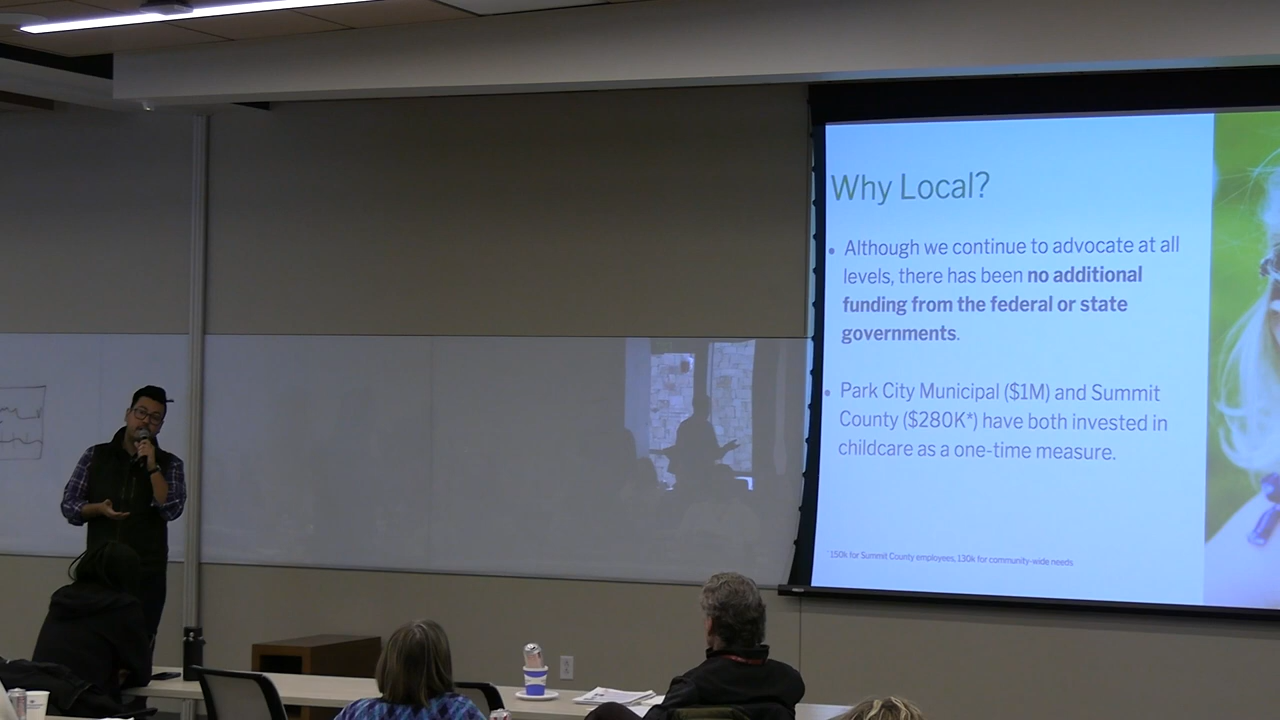 Why Local?
• Although we continue to advocate at all
levels, there has been no additional
funding from the federal or state
governments.
• Park City Municipal ($1M) and Summit
County ($280K*) have both invested in
childcare as a one-time measure.
*150k for Summit County employees, 130k for community-wide needs